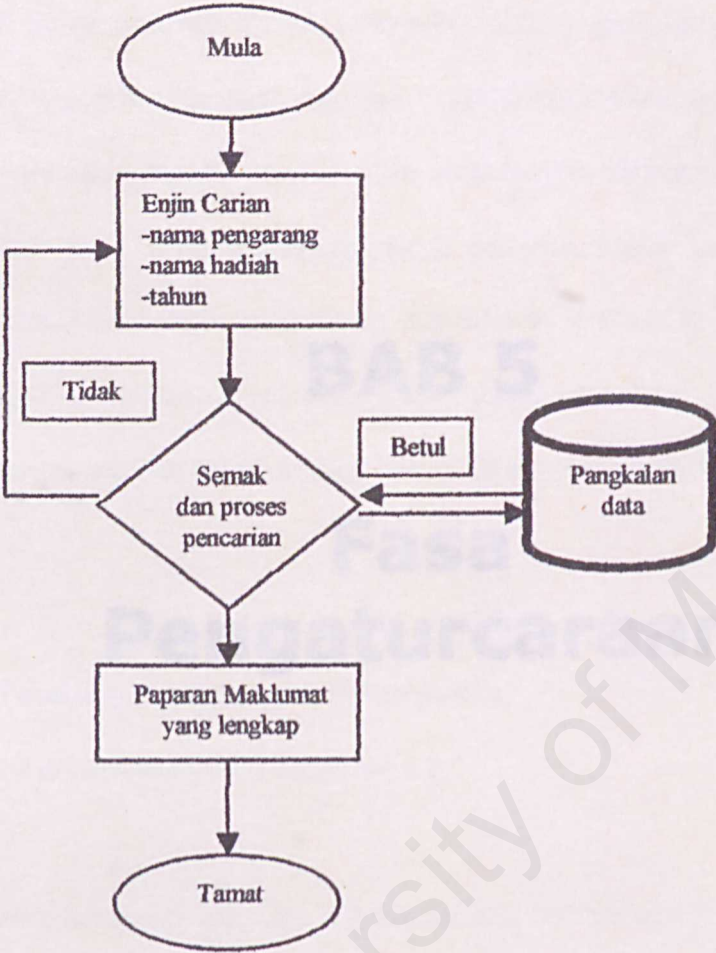 Mula
Enjin Carian
-nama pengarang
-nama hadiah
-tahun
Tidak
BAB 5
Betul
Semak
dan proses
pencarian
Pangkalan
data
Fasa
Pengaturcaraan
Paparan Maklumat
yang lengkap
Tamat
of M